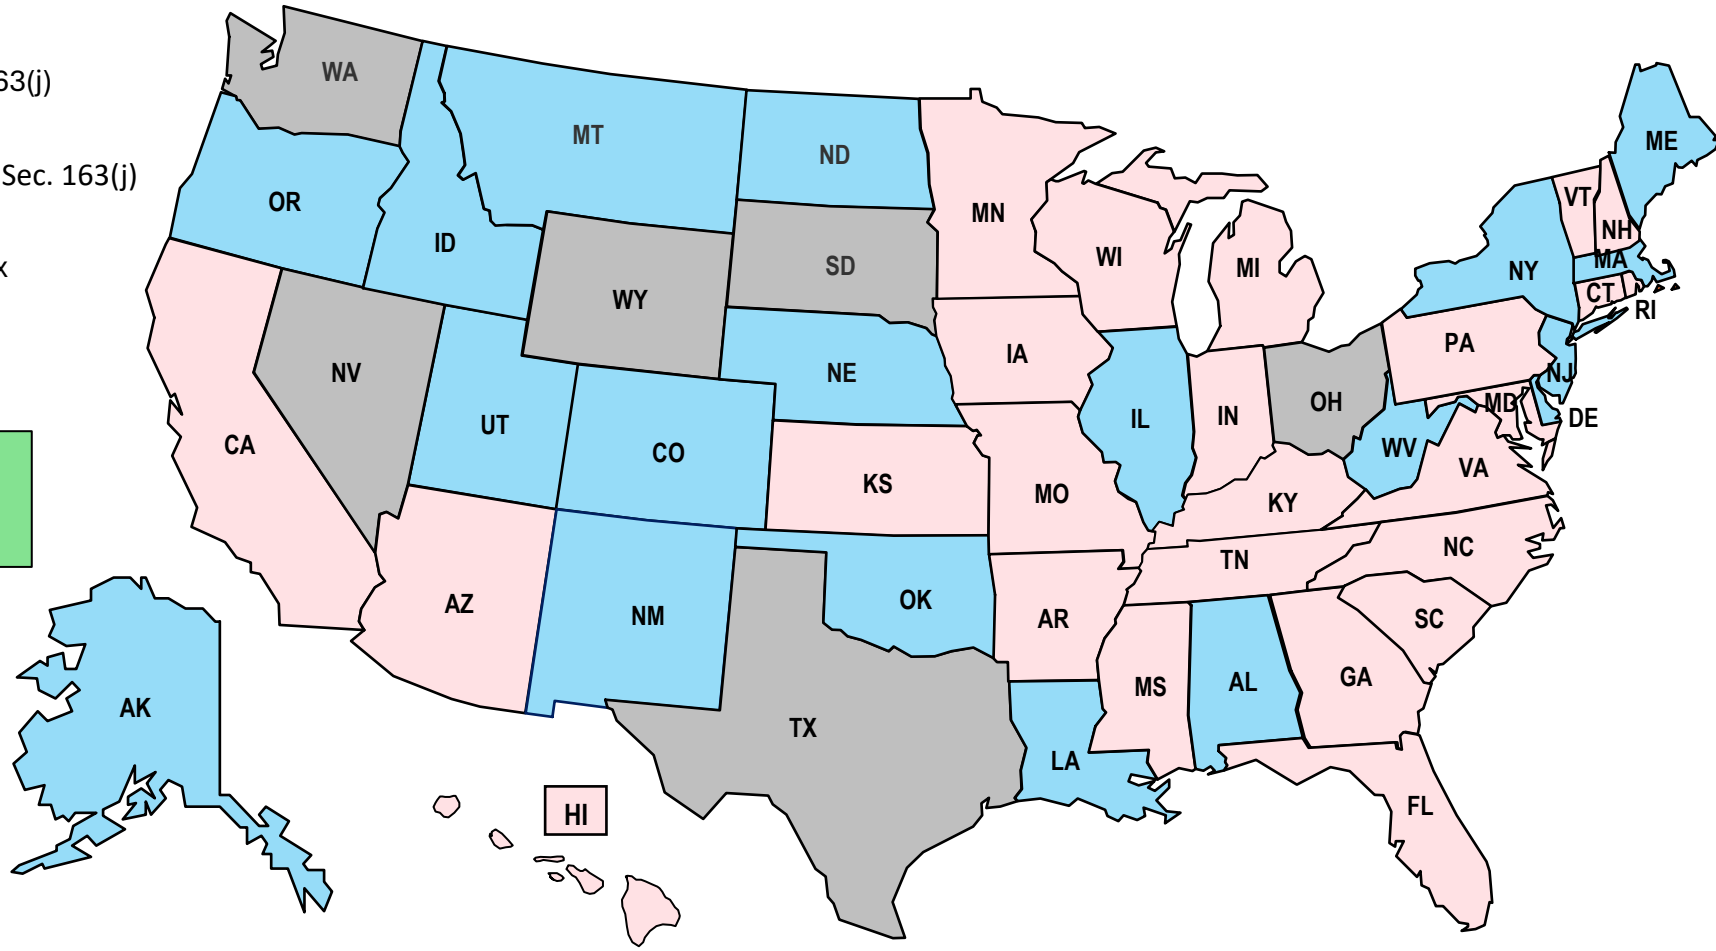 63(j)
Sec. 163(j)
x
WA
MT
ND
ME
OR
MN
VT
NH
ID
WI
MI
MA
SD
NY
WY
CT
RI
PA
IA
NV
NE
NJ
OH
MD
DE
IL
IN
UT
CO
WV
CA
VA
KS
MO
KY
NC
TN
AZ
OK
NM
AR
SC
GA
MS
AL
AK
TX
LA
FL
HI